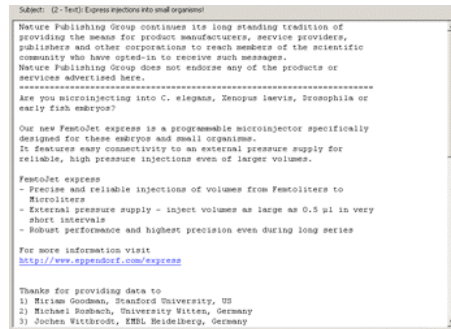 Subject: (2 - Text): Express injections into small organisms!
Nature Publishing Group continues its long standing tradition of
providing the means for product manufacturers, service providers,
publishers and other corporations to reach members of the scientific
community who have opted-in to receive such messages.
Nature Publishing Group does not endorse any of the products or
services advertised here.
======================================================================
Are you microinjecting into C. elegans, Xenopus laevis, Drosophila or
early fish embryos?
Our new FemtoJet express is a programmable microinjector specifically
designed for these embryos and small organisms.
It features easy connectivity to an external pressure supply for
reliable, high pressure injections even of larger volumes.
FemtoJet express
- Precise and reliable injections of volumes from Femtoliters to
Microliters
- External pressure supply - inject volumes as large as 0.5 µl in very
short intervals
- Robust performance and highest precision even during long series
For more information visit
http://www.eppendorf.com/express
Thanks for providing data to
1) Miriam Goodman, Stanford University, US
2) Michael Rosbach, University Witten, Germany
3) Jochen Wittbrodt, EMBL Heidelberg, Germany